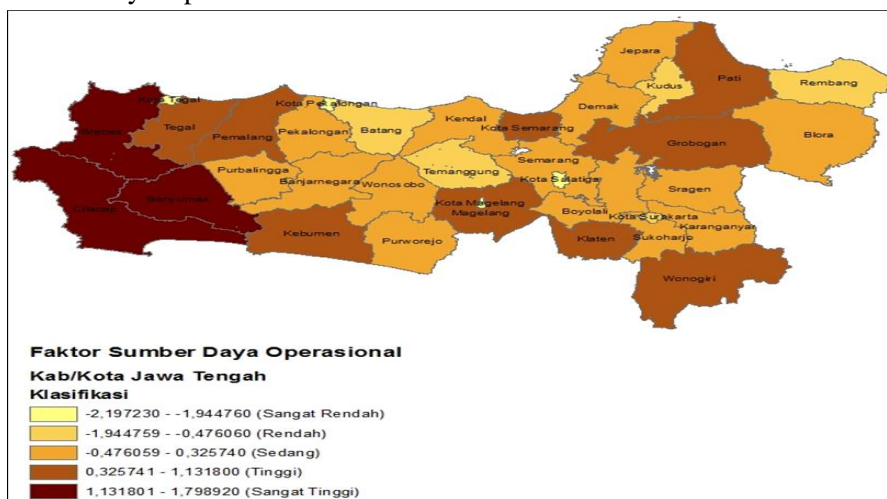 Jepara
Pati
Kudus
Rembang
Kota Tegal
Kota Pekalongan
Demak
Brebes
Tegal
Pemalang
Pekalongan
Batang
Kendal
Kota Semarang
Grobogan
Blora
Purbalingga
Temanggung
Semarang
Banjarnegara
Wonosobo
Kota Salatiga
Sragen
Cilacap
Banyumas
Kota Magelang
Magelang
Boyolali
Kota Surakarta
Karanganyar
Kebumen
Purworejo
Klaten
Sukoharjo
Wonogiri
Faktor Sumber Daya Operasional
Kab/Kota Jawa Tengah
Klasifikasi
-2,197230 - -1,944760 (Sangat Rendah)
-1,944759 - -0,476060 (Rendah)
-0,476059 - 0,325740 (Sedang)
0,325741 - 1,131800 (Tinggi)
1,131801 - 1,798920 (Sangat Tinggi)